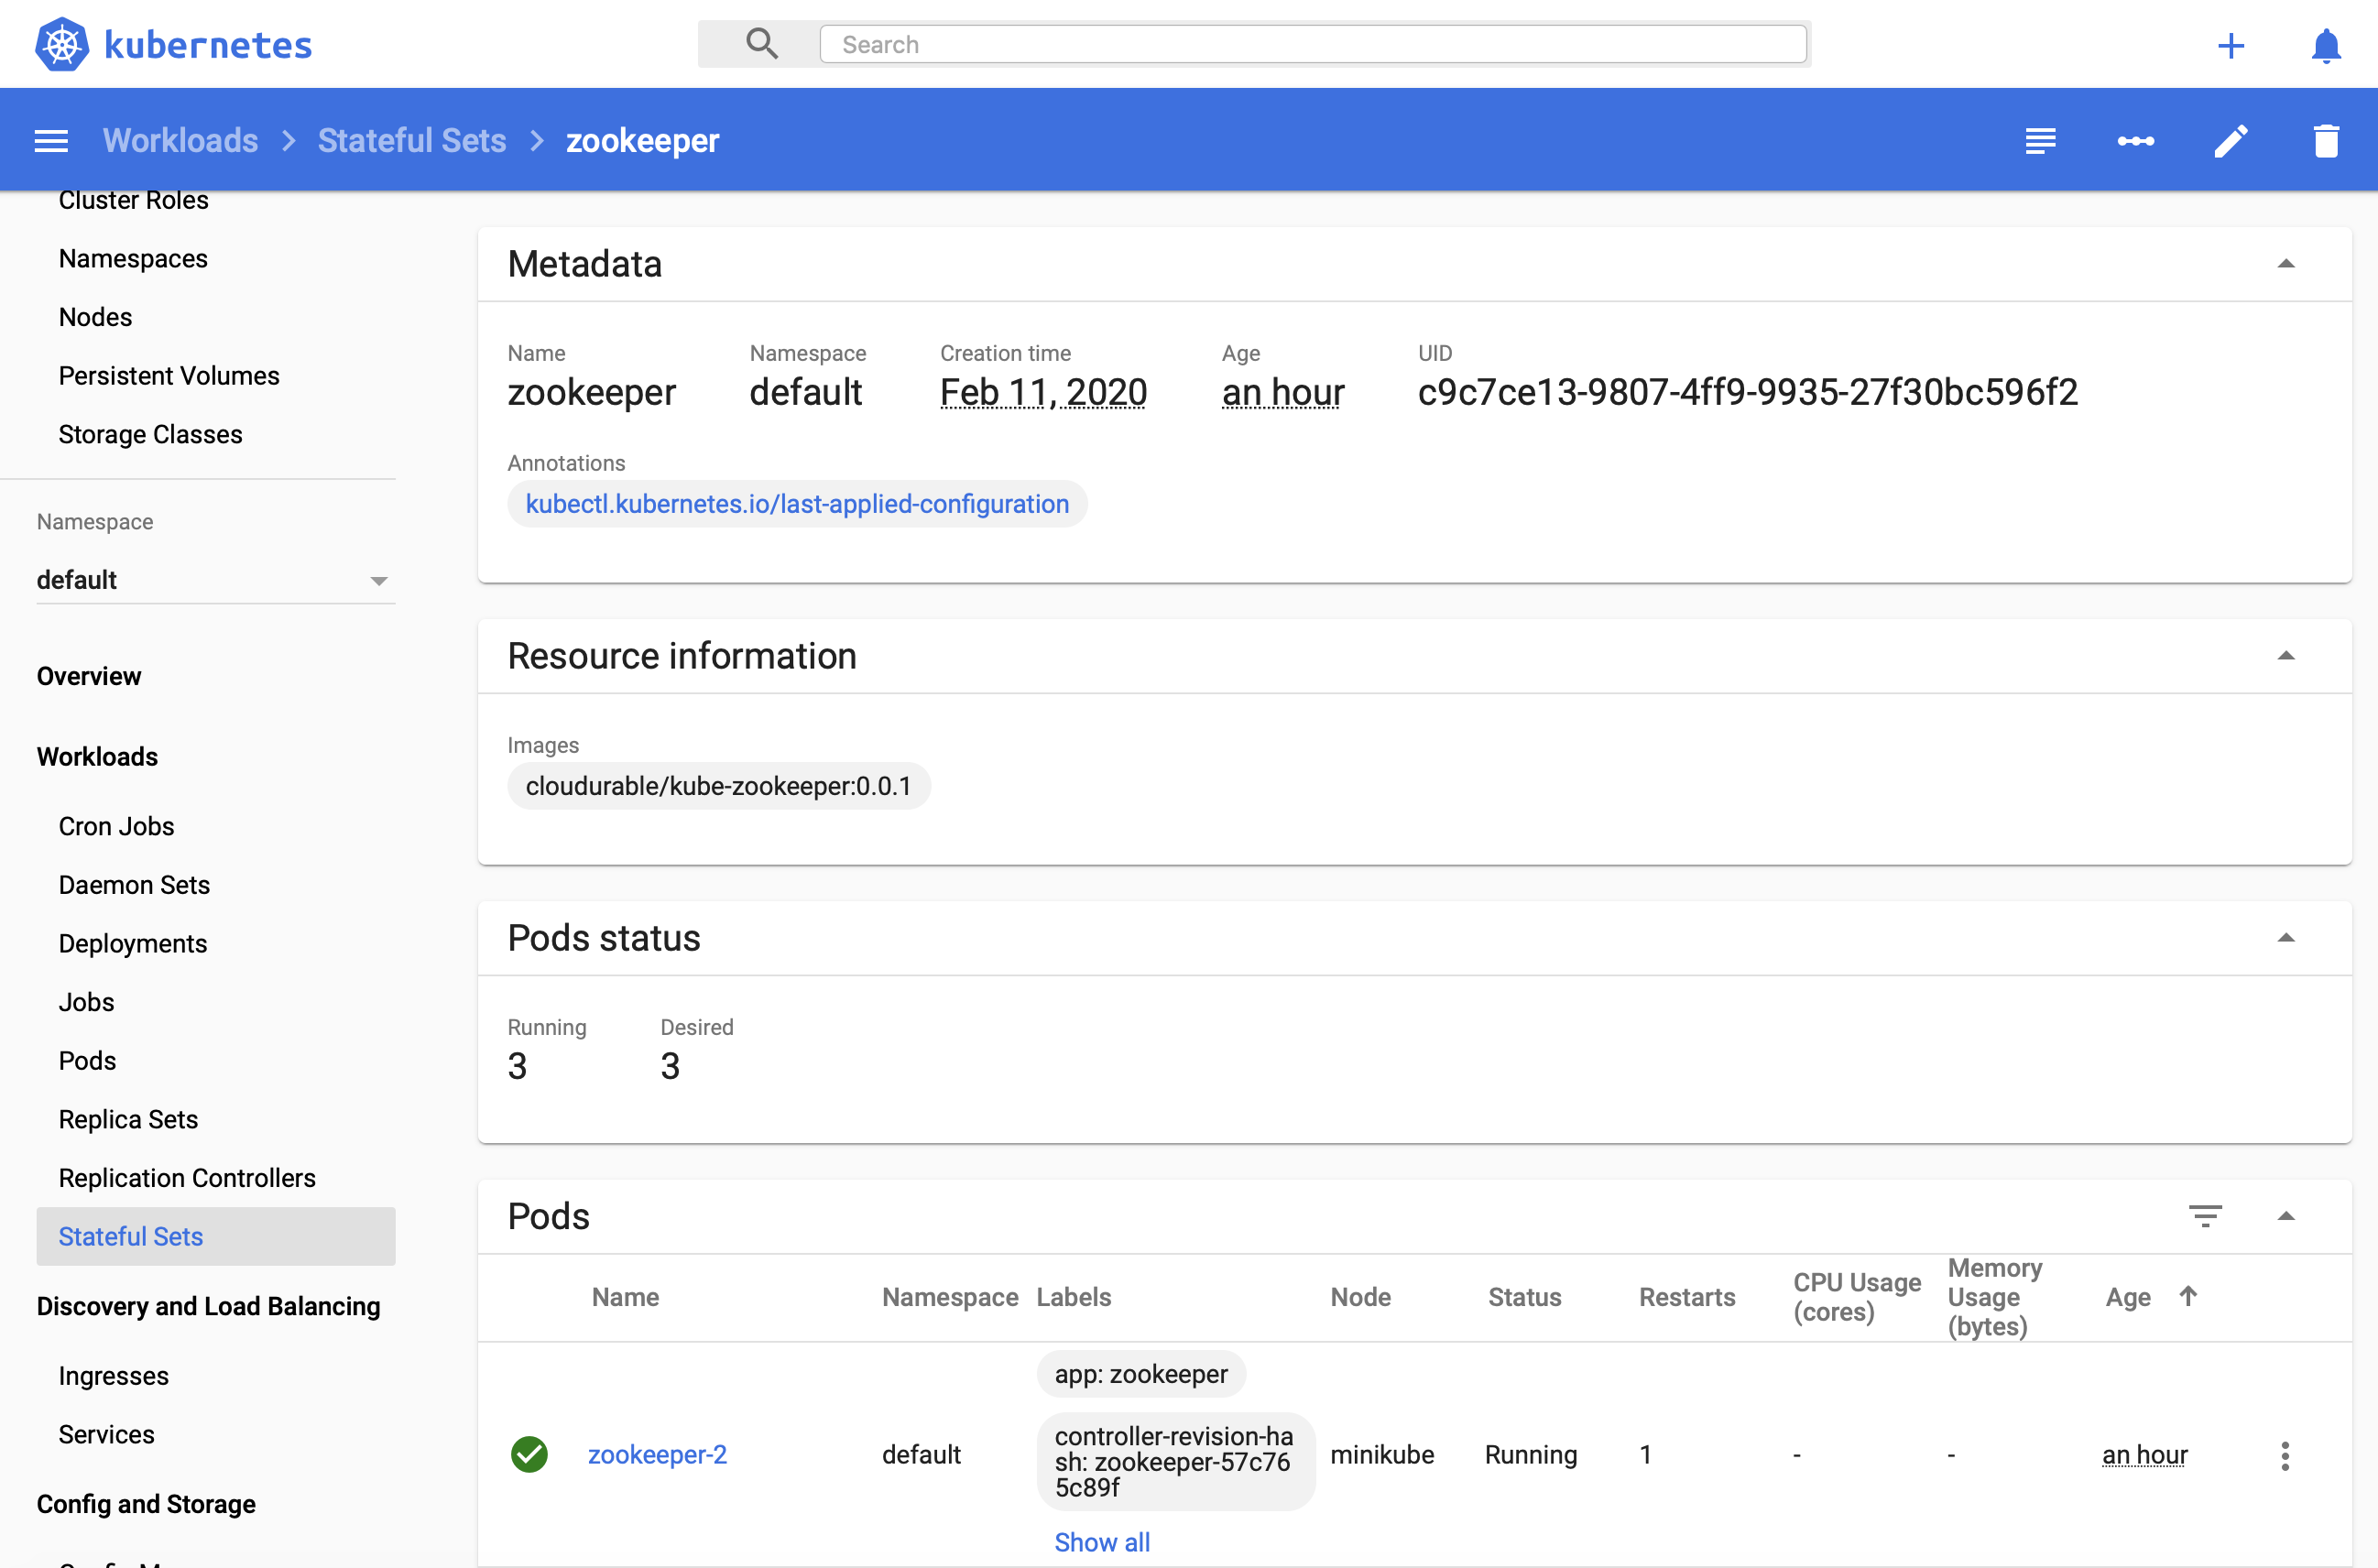 kubernetes
Search
Workloads > Stateful Sets > zookeeper
Cluster Roles
Namespaces
Nodes
Persistent Volumes
Storage Classes
Namespace
default
Overview
Workloads
Cron Jobs
Daemon Sets
Deployments
Jobs
Pods
Replica Sets
Replication Controllers
Stateful Sets
Discovery and Load Balancing
Ingresses
Services
Config and Storage
Metadata
Name
zookeeper
Namespace
default
Creation time
Feb 11, 2020
Age
an hour
UID
c9c7ce13-9807-4ff9-9935-27f30bc596f2
Annotations
kubectl.kubernetes.io/last-applied-configuration
Resource information
Images
cloudurable/kube-zookeeper:0.0.1
Pods status
Running
3
Desired
3
Pods
Name
Namespace
Labels
Node
Status
Restarts
CPU Usage
(cores)
Memory
Usage
(bytes)
Age
zookeeper-2
default
app: zookeeper
controller-revision-ha
sh: zookeeper-57c76
5c89f
Show all
minikube
Running
1
-
-
an hour